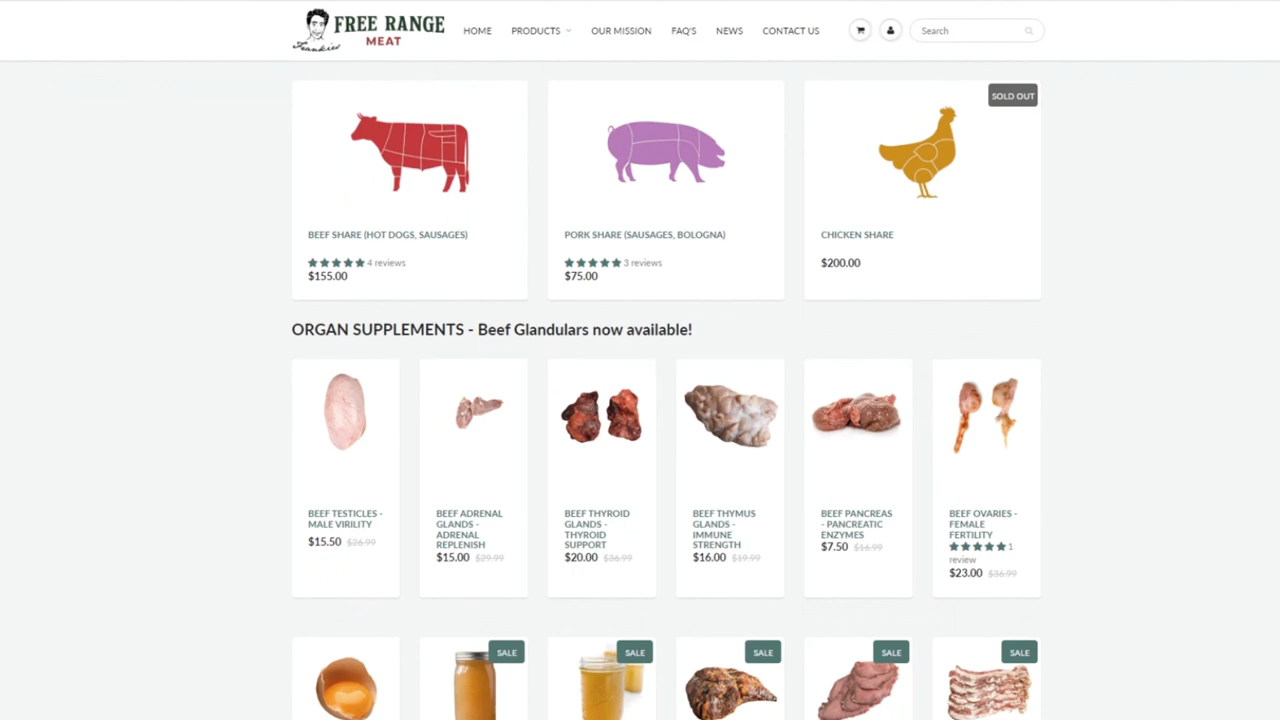 FREE RANGE
MEAT
Frankies
HOME PRODUCTS OUR MISSION FAQ'S NEWS CONTACT US Search
SOLD OUT
BEEF SHARE (HOT DOGS, SAUSAGES)
4 reviews
$155.00
PORK SHARE (SAUSAGES, BOLOGNA)
3 reviews
$75.00
CHICKEN SHARE
$200.00
ORGAN SUPPLEMENTS - Beef Glandulars now available!
BEEF TESTICLES -
MALE VIRILITY
$15.50 $26.99
BEEF ADRENAL
GLANDS -
ADRENAL
REPLENISH
$15.00 $29.99
BEEF THYROID
GLANDS -
THYROID
SUPPORT
$20.00 $36.99
BEEF THYMUS
GLANDS -
IMMUNE
STRENGTH
$16.00 $19.99
BEEF PANCREAS
- PANCREATIC
ENZYMES
$7.50 $16.99
BEEF OVARIES -
FEMALE
FERTILITY
1
review
$23.00 $36.99
SALE
SALE
SALE
SALE
SALE